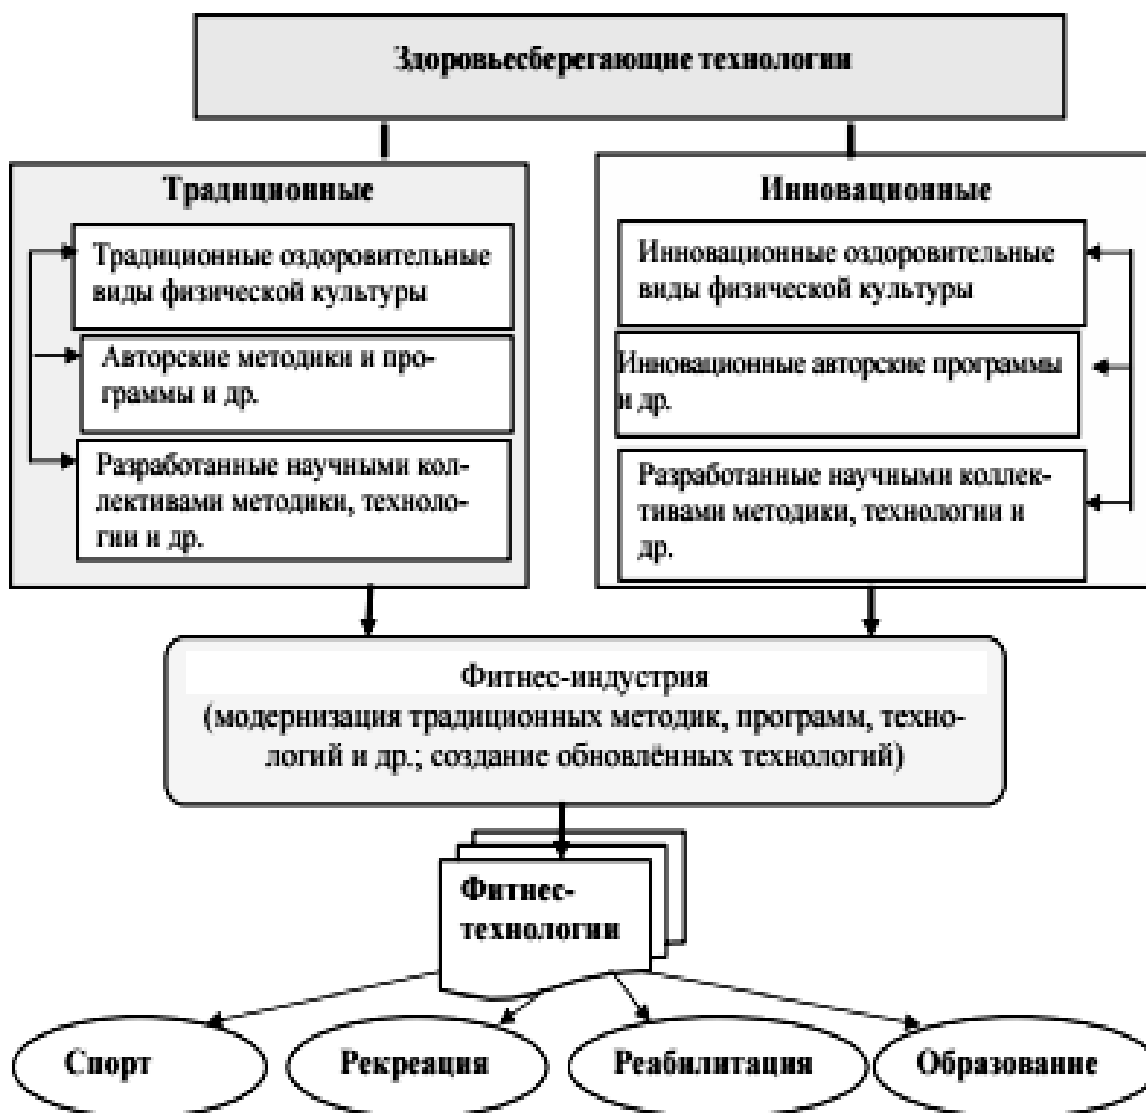 Здоровьесберегающие технологии
Традиционные
Традиционные оздоровительные
виды физической культуры
Авторские методики и про-
граммы и др.
Разработанные научными кол-
лективами методики, техноло-
гии и др.
Инновационные
Инновационные оздоровительные
виды физической культуры
Инновационные авторские программы
и др.
Разработанные научными коллек-
тивами методики, технологии и
др.
Фитнес-индустрия
(модернизация традиционных методик, программ, техно-
логий и др.; создание обновлённых технологий)
Фитнес-
технологии
Спорт
Рекреация
Реабилитация
Образование